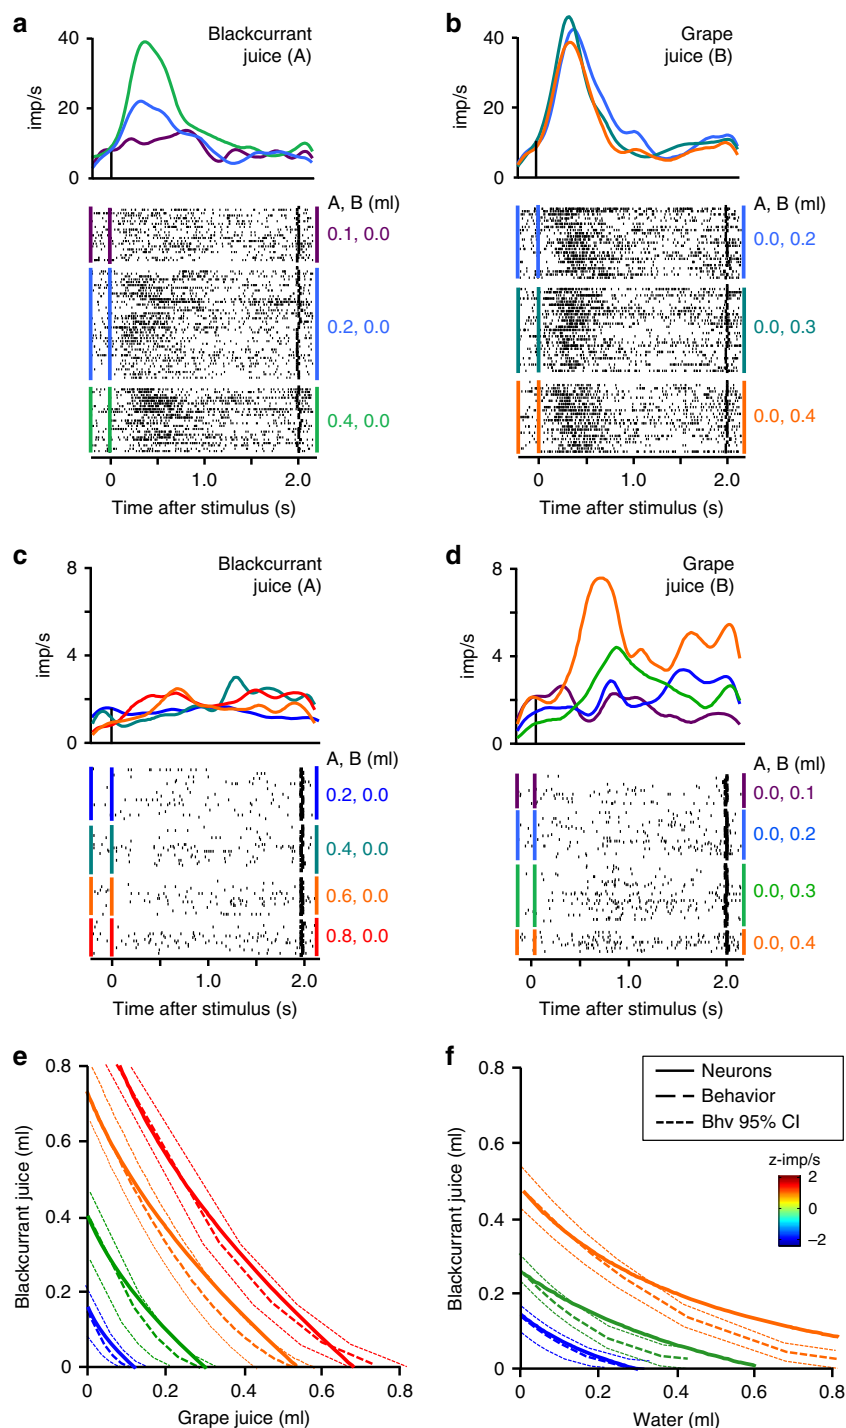 a
Blackcurrant
juice (A)
40
20
0
imp/s
A, B (ml)
0.1, 0.0
0.2, 0.0
0.4, 0.0
0
1.0
2.0
Time after stimulus (s)
b
Grape
juice (B)
40
20
0
imp/s
A, B (ml)
0.0, 0.2
0.0, 0.3
0.0, 0.4
0
1.0
2.0
Time after stimulus (s)
c
Blackcurrant
juice (A)
8
4
0
imp/s
A, B (ml)
0.2, 0.0
0.4, 0.0
0.6, 0.0
0.8, 0.0
0
1.0
2.0
Time after stimulus (s)
d
Grape
juice (B)
8
4
0
imp/s
A, B (ml)
0.0, 0.1
0.0, 0.2
0.0, 0.3
0.0, 0.4
0
1.0
2.0
Time after stimulus (s)
e
0.8
0.6
0.4
0.2
0
Blackcurrant juice (ml)
0
0.2
0.4
0.6
0.8
Grape juice (ml)
f
0.8
0.6
0.4
0.2
0
Blackcurrant juice (ml)
Neurons
Behavior
Bhv 95% CI
z-imp/s
2
–2
0
0.2
0.4
0.6
0.8
Water (ml)